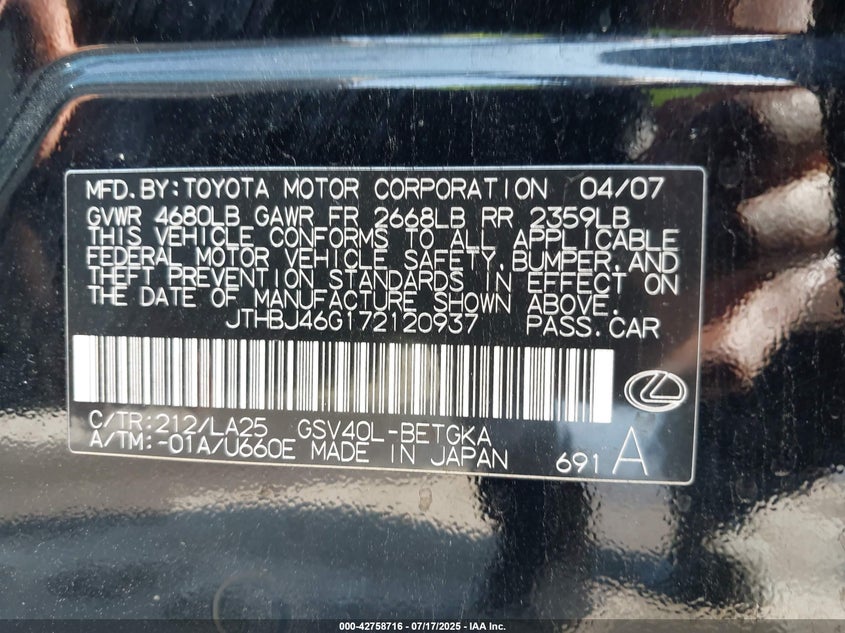 MFD.BY:TOYOTA MOTOR CORPORATION 04/07
GVWR 4680LB GAWR FR 2668LB RR 2359LB
THIS VEHICLE CONFORMS TO ALL APPLICABLE
FEDERAL MOTOR VEHICLE SAFETY,BUMPER,AND
THEFT PREVENTION STANDARDS IN EFFECT ON
THE DATE OF MANUFACTURE SHOWN ABOVE.
JTHBJ46G172120937 PASS.CAR
C/TR:212/LA25 GSV40L-BETGKA
A/TM:-01A/U660E MADE IN JAPAN 691 A
000-42758716 - 07/17/2025 - IAA Inc.